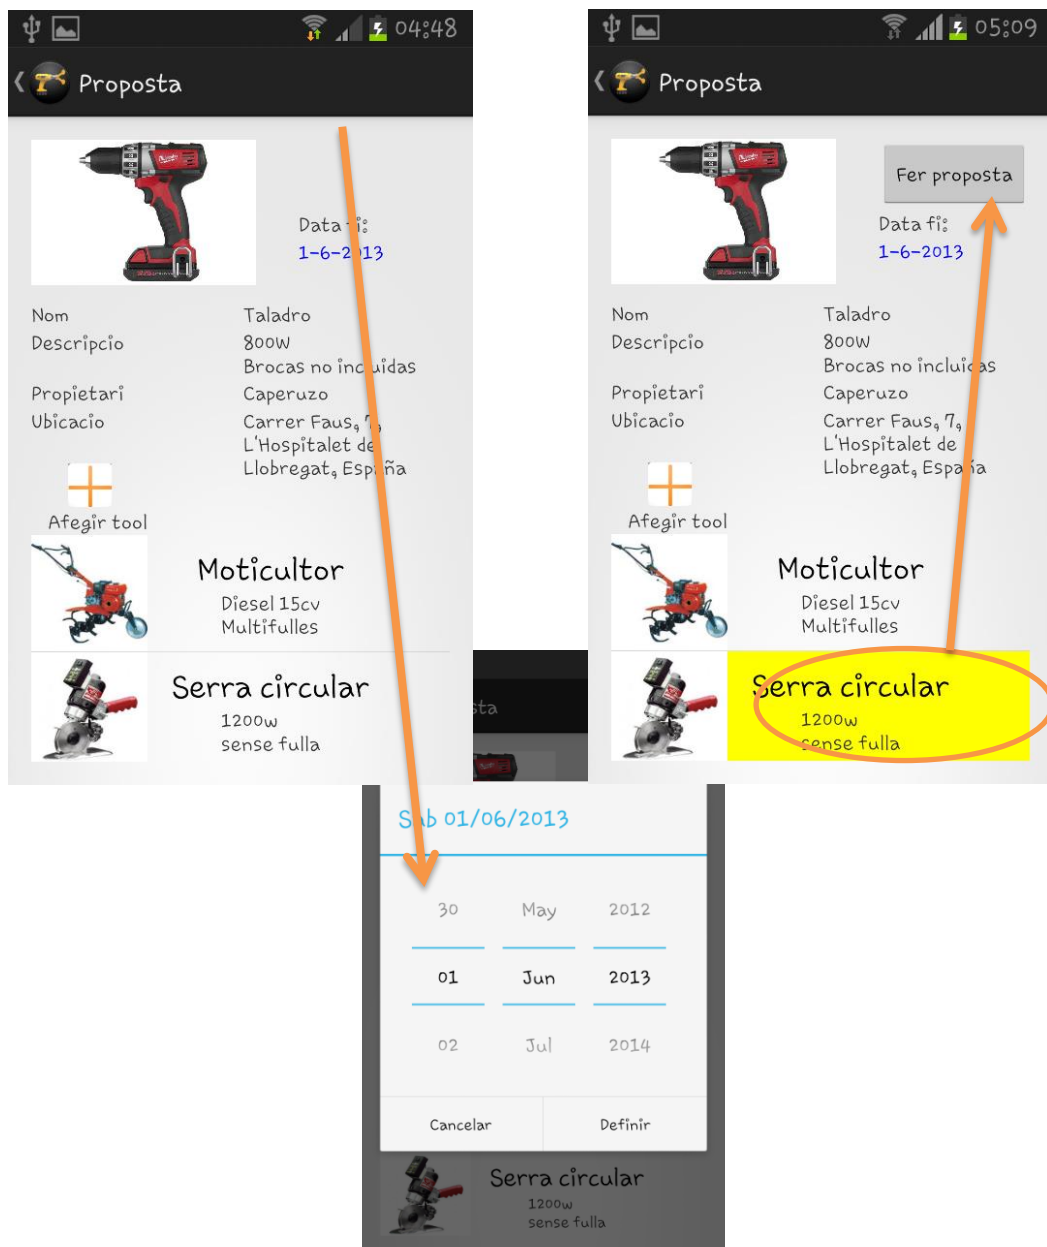 04:48
Proposta
Data fi:
1-6-2013
Nom Taladro
Descripcio 800W
Brocas no incluidas
Propietari Caperuzo
Ubicacio Carrer Faus, 7,
L'Hospitalet de
Llobregat, España
Afegir tool
Moticultor
Diesel 15cv
Multifulles
Serra circular
1200w
sense fulla
05:09
Proposta
Fer proposta
Data fi:
1-6-2013
Nom Taladro
Descripcio 800W
Brocas no incluidas
Propietari Caperuzo
Ubicacio Carrer Faus, 7,
L'Hospitalet de
Llobregat, España
Afegir tool
Moticultor
Diesel 15cv
Multifulles
Serra circular
1200w
sense fulla
sta
Sab 01/06/2013
30 May 2012
01 Jun 2013
02 Jul 2014
Cancelar Definir
Serra circular
1200w
sense fulla